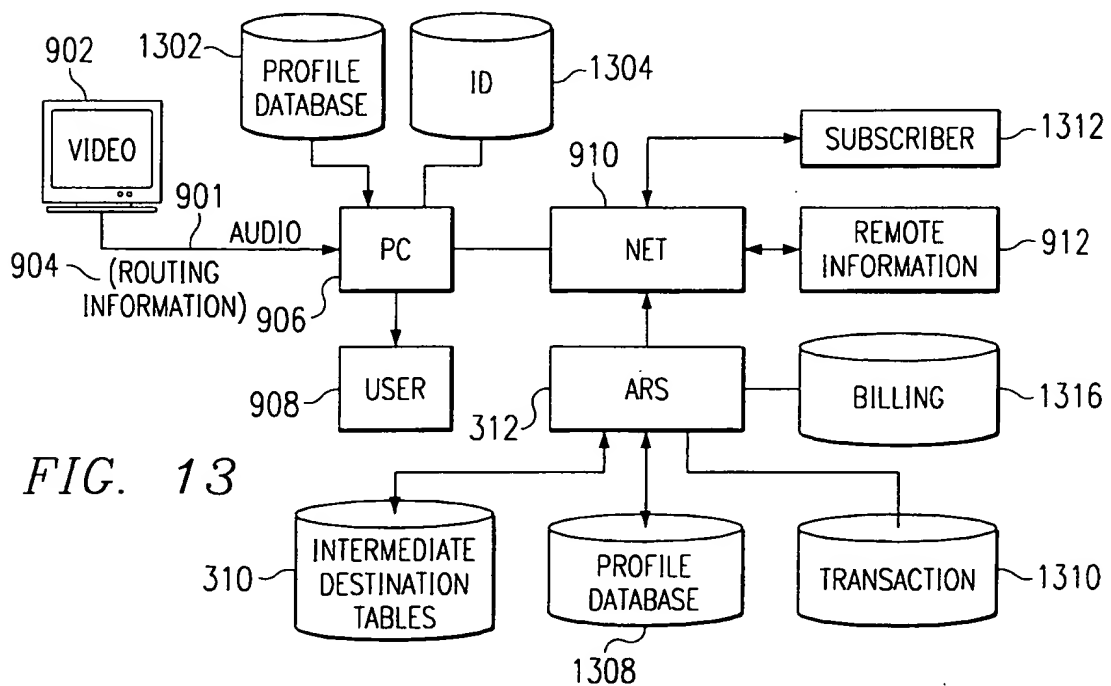 902
1302
PROFILE
DATABASE
ID
1304
VIDEO
910
SUBSCRIBER
1312
901
AUDIO
904
(ROUTING
INFORMATION)
PC
NET
REMOTE
INFORMATION
912
906
USER
908
ARS
312
BILLING
1316
FIG. 13
310
INTERMEDIATE
DESTINATION
TABLES
PROFILE
DATABASE
1308
TRANSACTION
1310